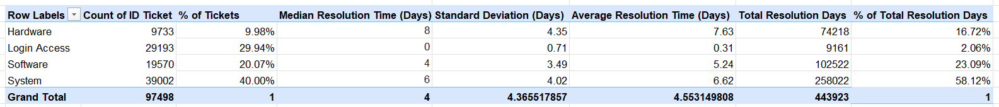 Row Labels Count of ID Ticket % of Tickets Median Resolution Time (Days) Standard Deviation (Days) Average Resolution Time (Days) Total Resolution Days % of Total Resolution Days
Hardware 9733 9.98% 8 4.35 7.63 74218 16.72%
Login Access 29193 29.94% 0 0.71 0.31 9161 2.06%
Software 19570 20.07% 4 3.49 5.24 102522 23.09%
System 39002 40.00% 6 4.02 6.62 258022 58.12%
Grand Total 97498 1 4 4.365517857 4.553149808 443923 1